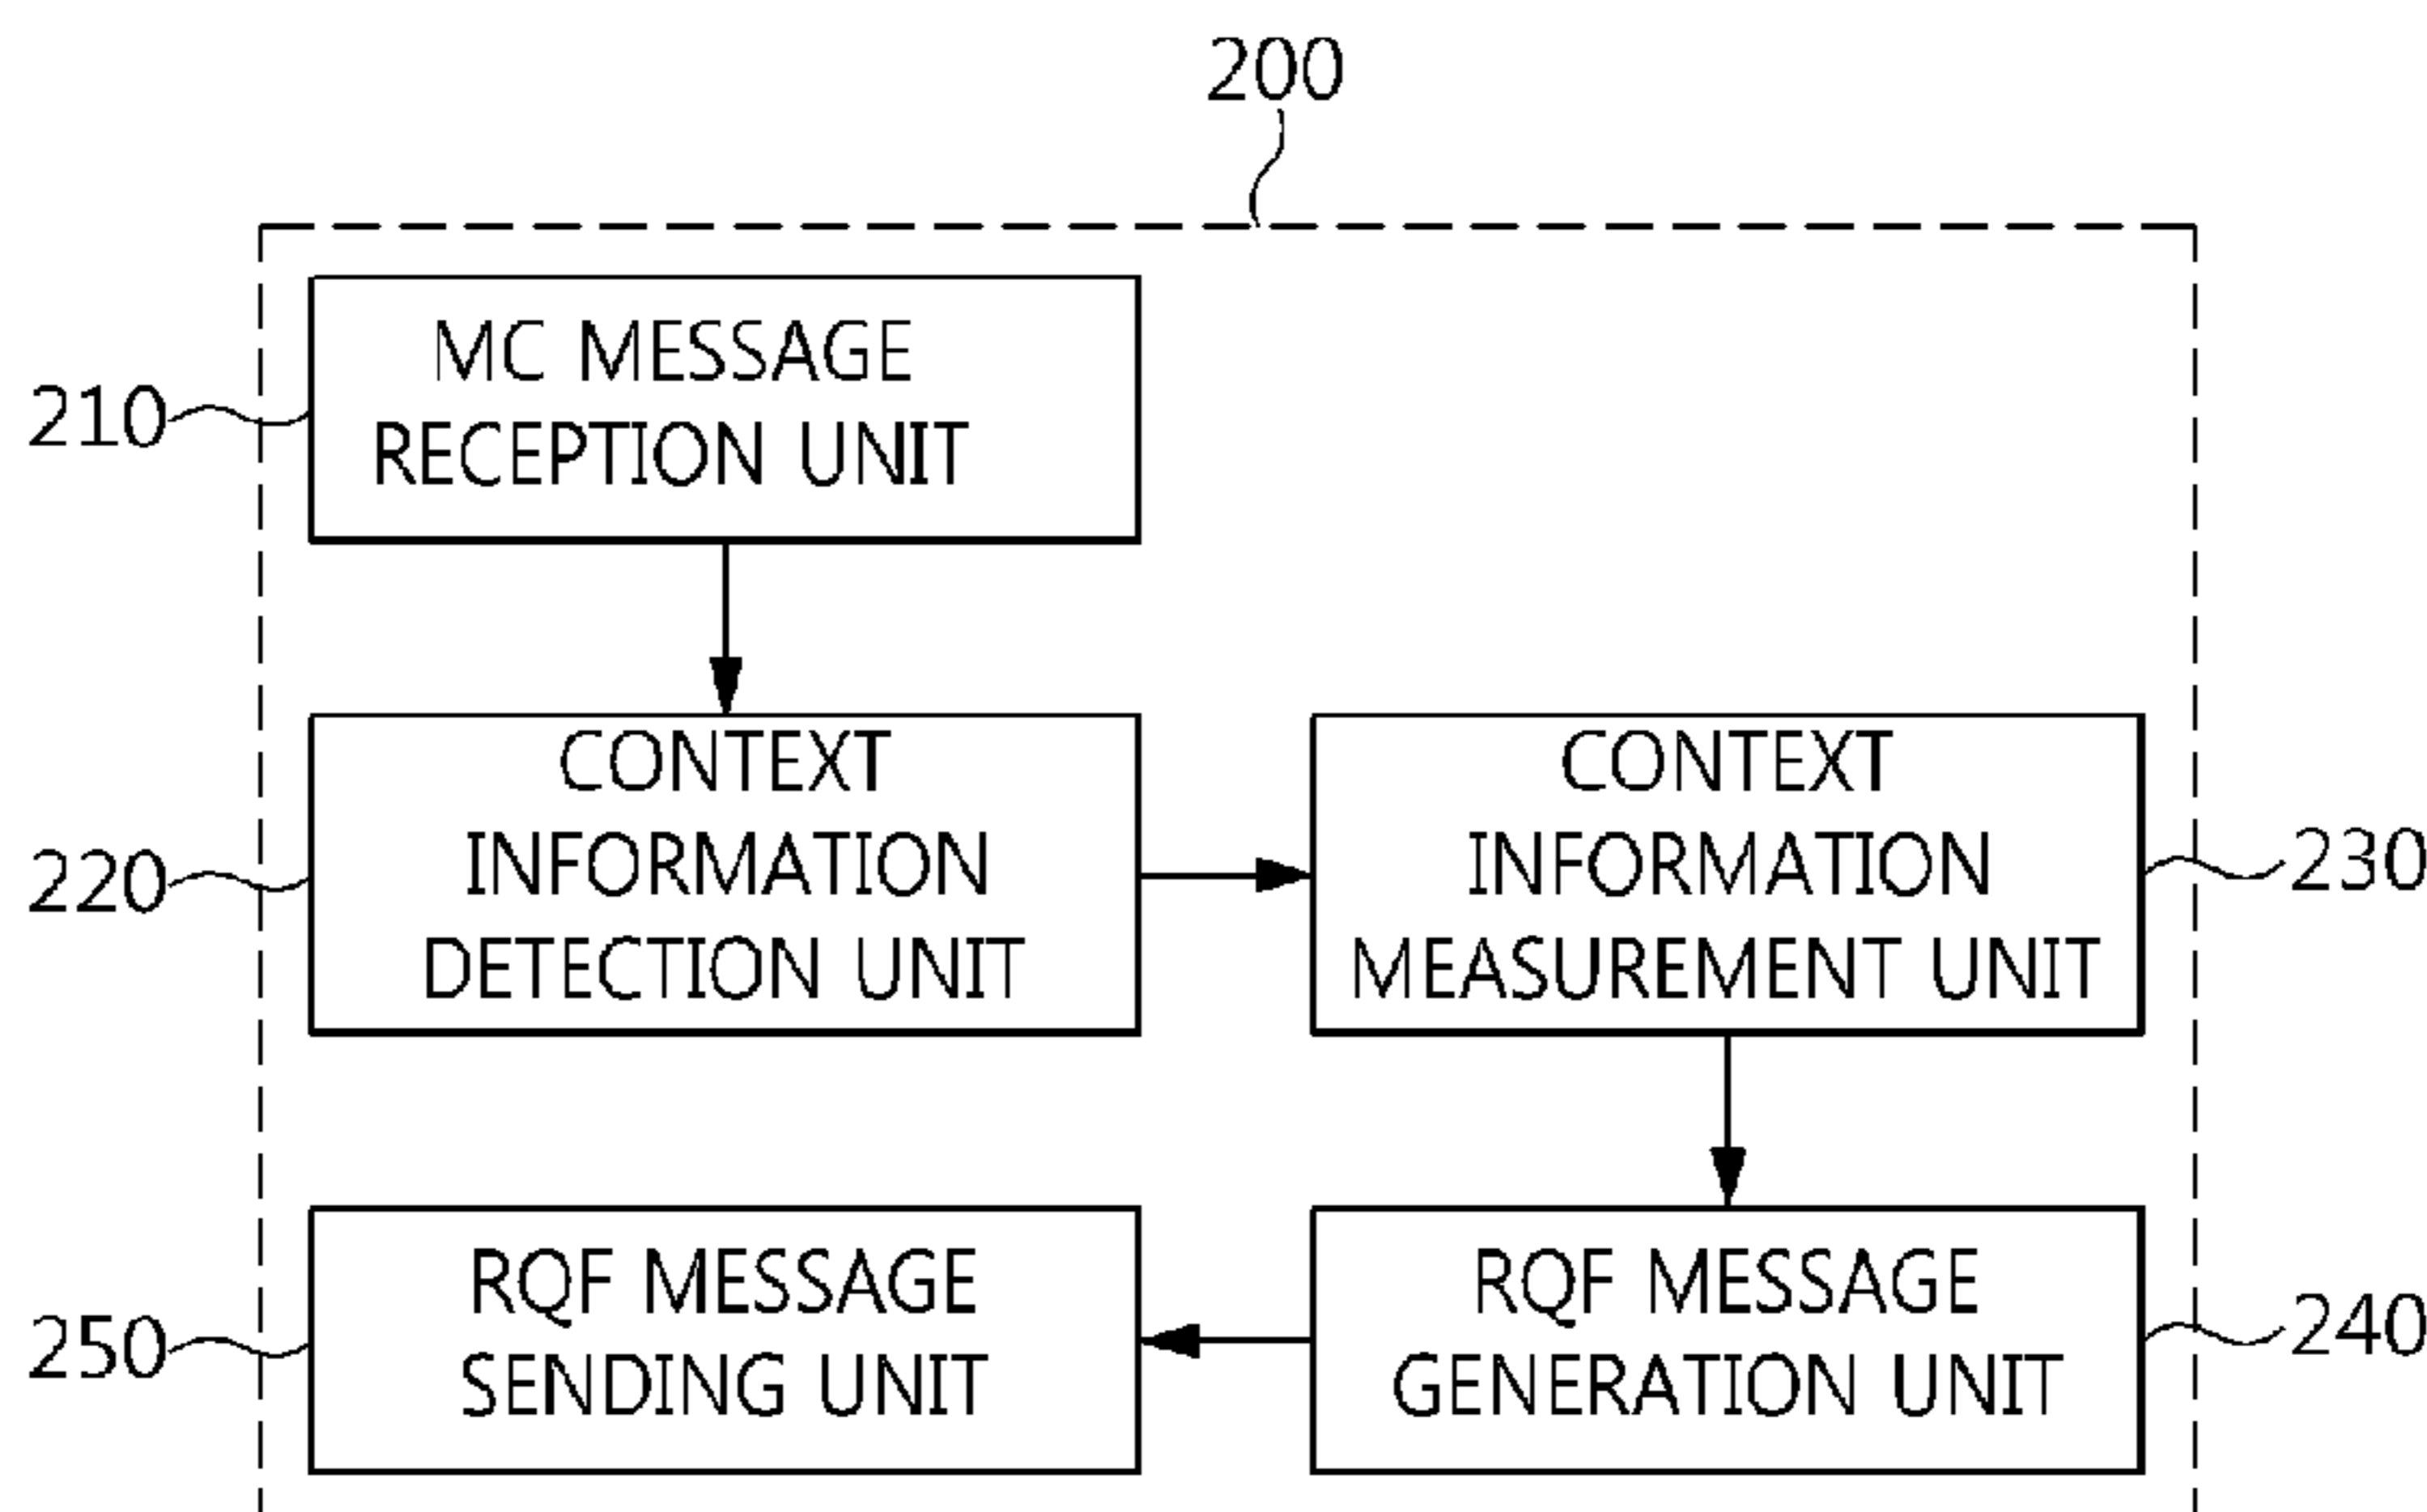 200
210
MC MESSAGE
RECEPTION UNIT
220
CONTEXT
INFORMATION
DETECTION UNIT
CONTEXT
INFORMATION
MEASUREMENT UNIT
230
250
RQF MESSAGE
SENDING UNIT
RQF MESSAGE
GENERATION UNIT
240